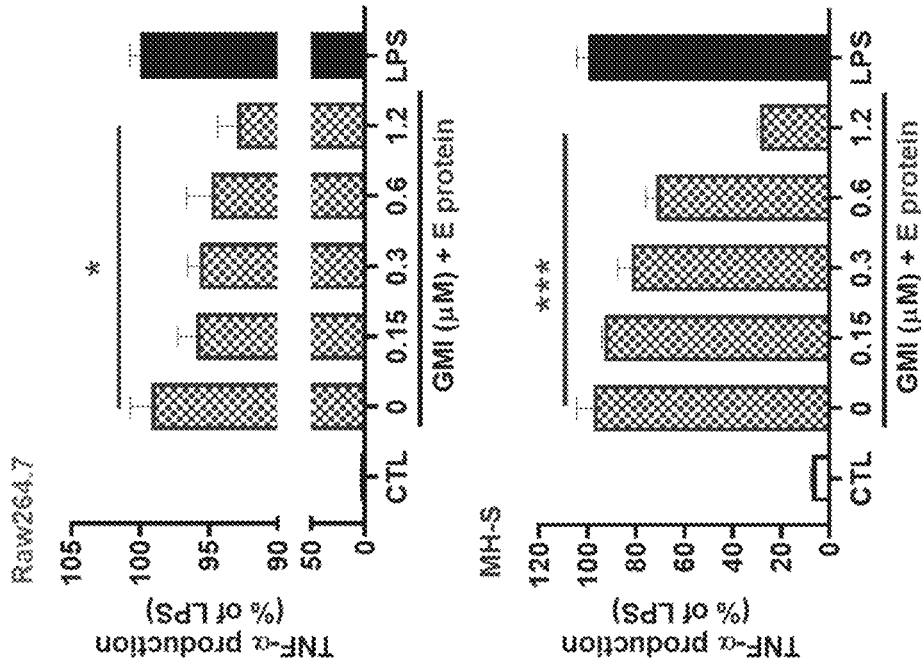 Raw264.7
TNF-α production
(% of LPS)
105
100
95
90
50
0
*
CTL
0
0.15
0.3
0.6
1.2
LPS
GMI (μM) + E protein
MH-S
TNF-α production
(% of LPS)
120
100
80
60
40
20
0
***
CTL
0
0.15
0.3
0.6
1.2
LPS
GMI (μM) + E protein